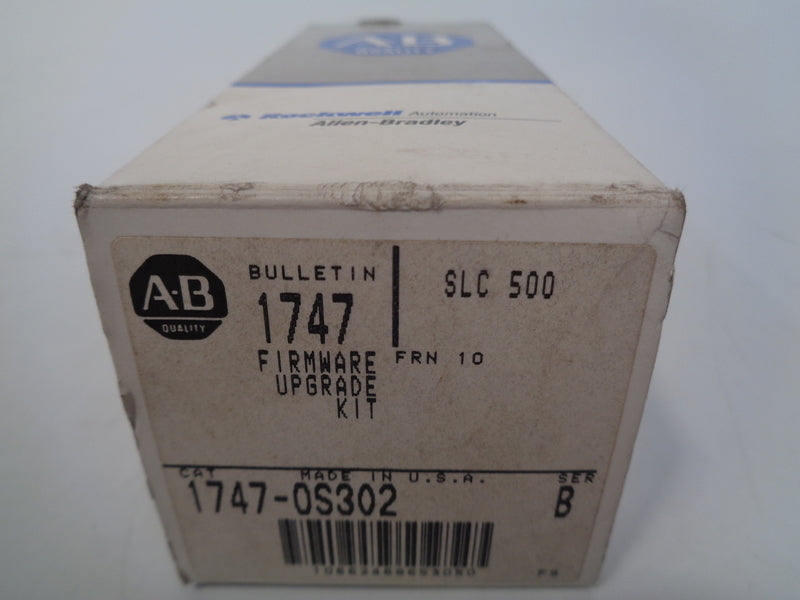 A·B
QUALITY
Rockwell Automation
Allen-Bradley
A·B
QUALITY
BULLETIN
1747
SLC 500
FIRMWARE
UPGRADE
KIT
FRN 10
CAT
MADE IN U.S.A.
SER
1747-OS302
B